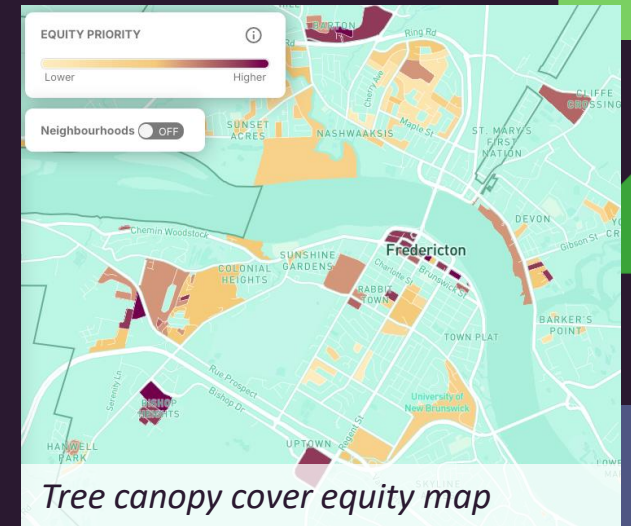 EQUITY PRIORITY
Lower
Higher
Neighbourhoods OFF
BARTON
Ring Rd
Rd
Cherry Ave
Maple St
CLIFFE
CROSSING
SUNSET
ACRES
NASHWAAKSIS
ST. MARY'S
FIRST
NATION
DEVON
Gibson St
Chemin Woodstock
SUNSHINE
GARDENS
Fredericton
COLONIAL
HEIGHTS
Charlotte St
Brunswick St
RABBIT
TOWN
BARKER'S
POINT
TOWN PLAT
Serenity Ln
Rue Prospect
Bishop Dr
University of
New Brunswick
BISHOP
HEIGHTS
HANWELL
PARK
UPTOWN
Regent St
SKYLINE
Tree canopy cover equity map